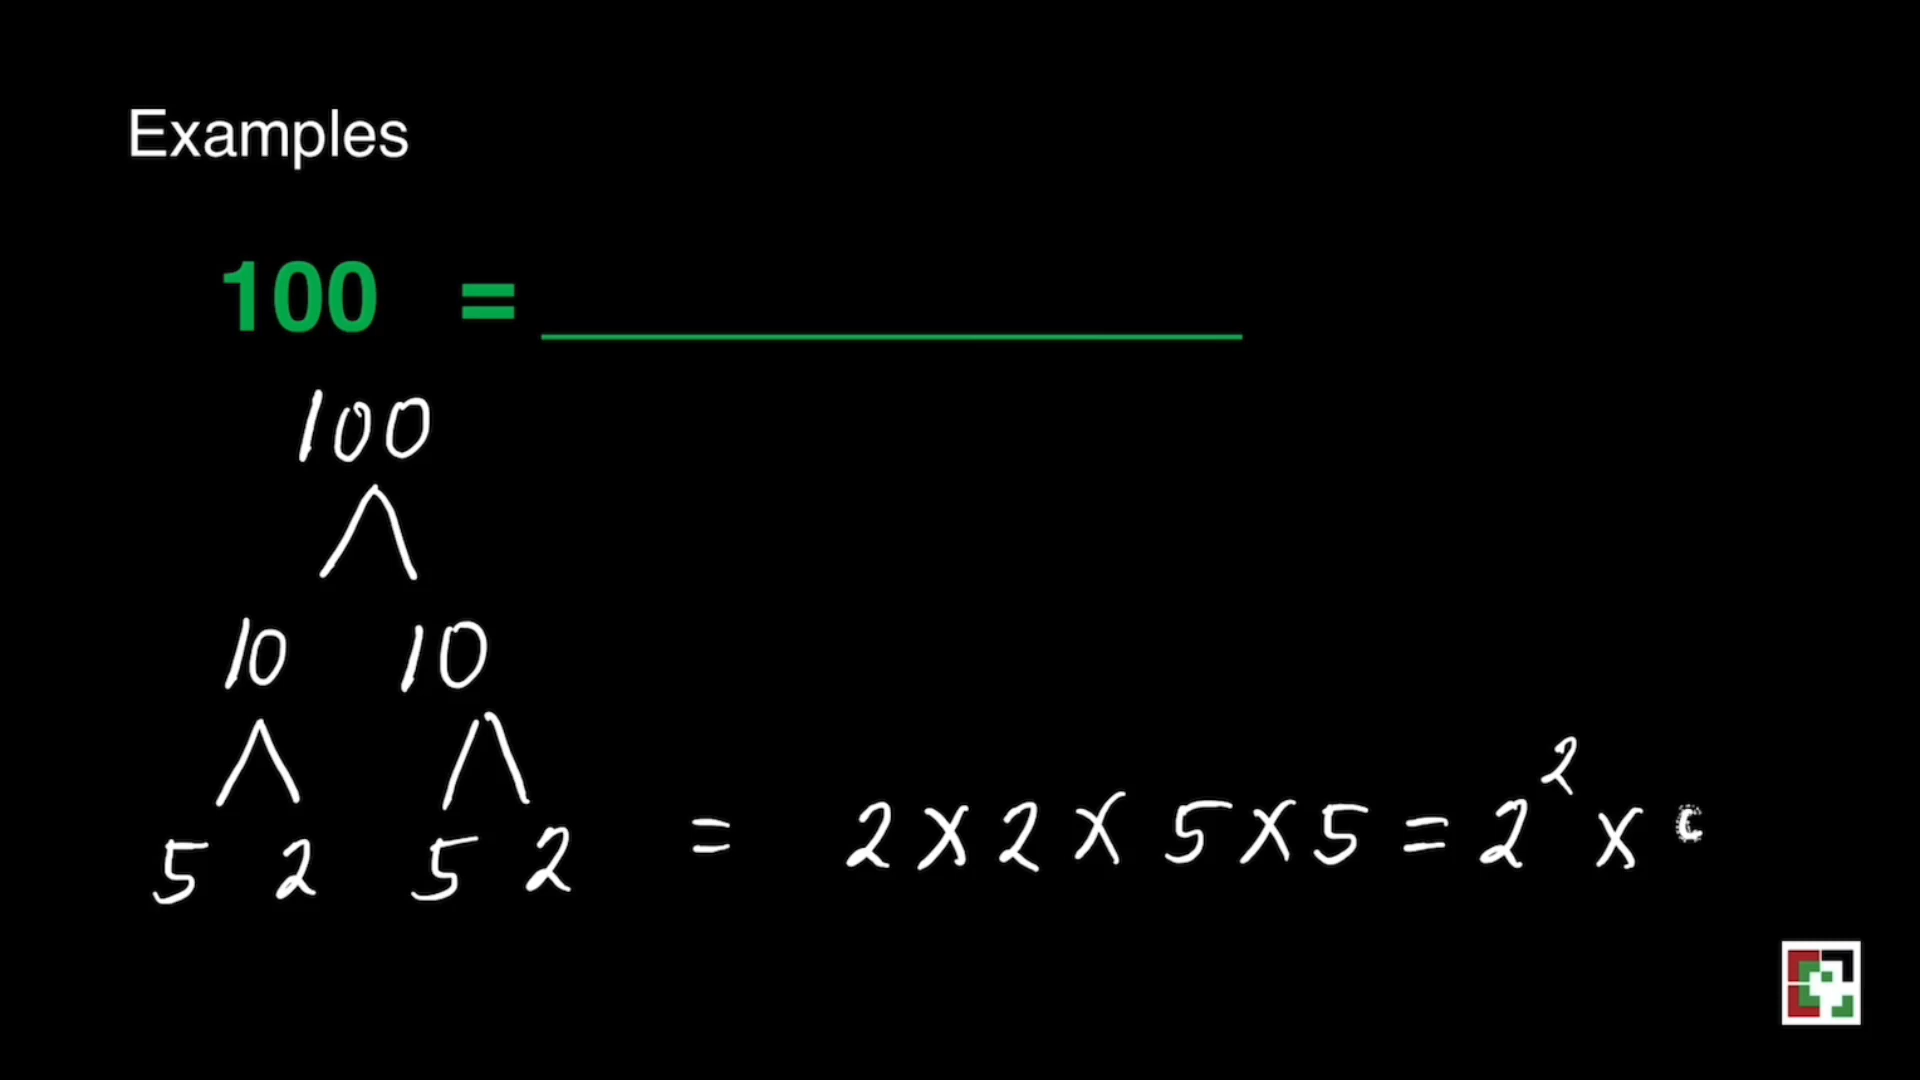 Examples
100 = 
100
10 10
5 2 5 2 = 2 x 2 x 5 x 5 = 2² x